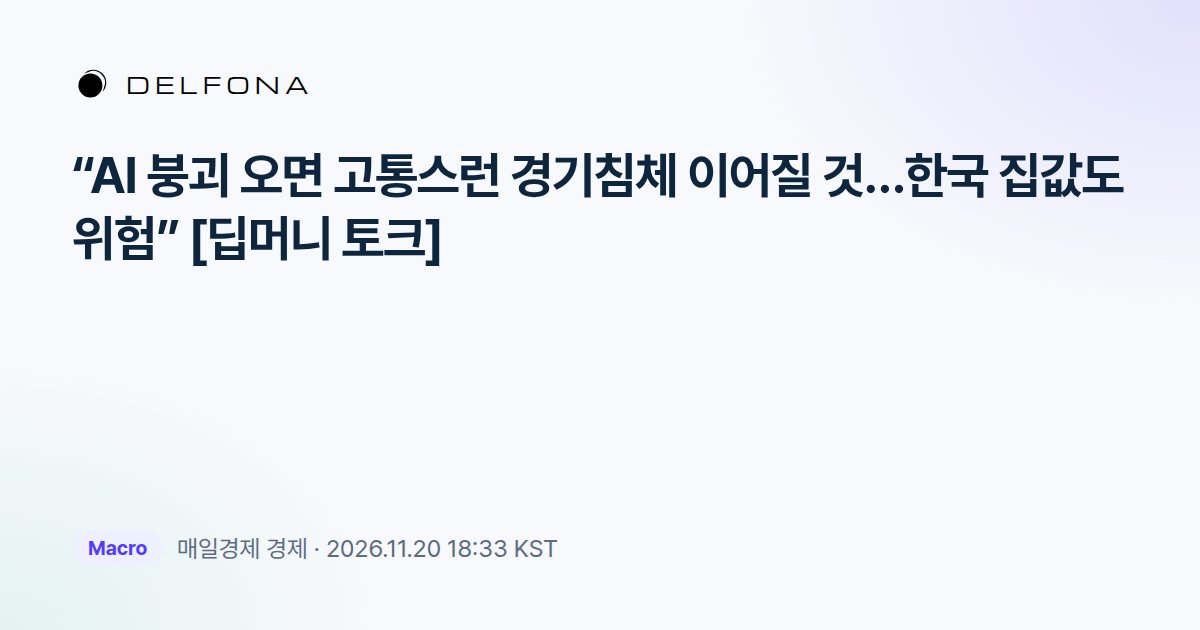 DELFONA
“AI 붕괴 오면 고통스런 경기침체 이어질 것…한국 집값도
위험” [딥머니 토크]
Macro 매일경제 경제 · 2026.11.20 18:33 KST